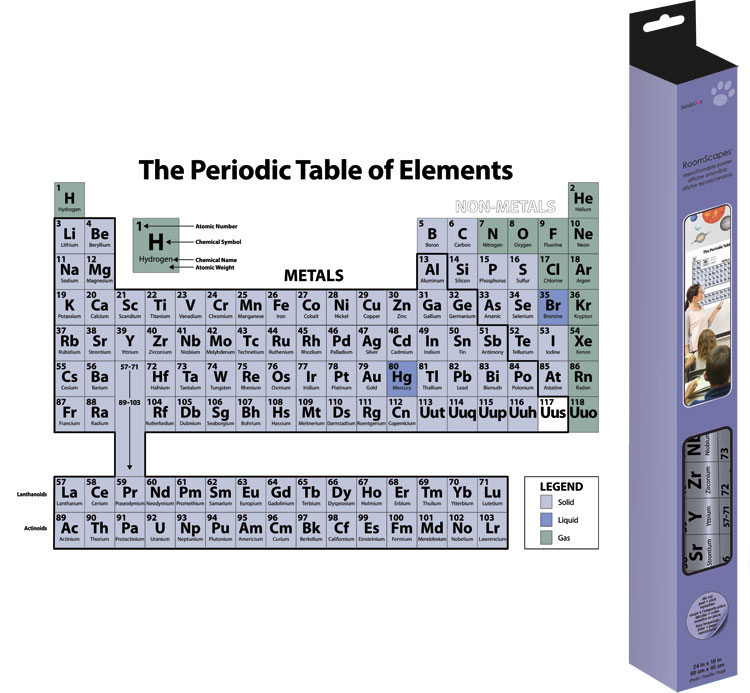 The Periodic Table of Elements
1
H
Hydrogen
2
He
Helium
NON-METALS
METALS
1 Atomic Number
H Chemical Symbol
Hydrogen Chemical Name
Atomic Weight
3 4 5 6 7 8 9 10
Li Be B C N O F Ne
Lithium Beryllium Boron Carbon Nitrogen Oxygen Fluorine Neon
11 12 13 14 15 16 17 18
Na Mg Al Si P S Cl Ar
Sodium Magnesium Aluminum Silicon Phosphorus Sulfur Chlorine Argon
19 20 21 22 23 24 25 26 27 28 29 30 31 32 33 34 35 36
K Ca Sc Ti V Cr Mn Fe Co Ni Cu Zn Ga Ge As Se Br Kr
Potassium Calcium Scandium Titanium Vanadium Chromium Manganese Iron Cobalt Nickel Copper Zinc Gallium Germanium Arsenic Selenium Bromine Krypton
37 38 39 40 41 42 43 44 45 46 47 48 49 50 51 52 53 54
Rb Sr Y Zr Nb Mo Tc Ru Rh Pd Ag Cd In Sn Sb Te I Xe
Rubidium Strontium Yttrium Zirconium Niobium Molybdenum Technetium Ruthenium Rhodium Palladium Silver Cadmium Indium Tin Antimony Tellurium Iodine Xenon
55 56 57-71 72 73 74 75 76 77 78 79 80 81 82 83 84 85 86
Cs Ba Hf Ta W Re Os Ir Pt Au Hg Tl Pb Bi Po At Rn
Cesium Barium Hafnium Tantalum Tungsten Rhenium Osmium Iridium Platinum Gold Mercury Thallium Lead Bismuth Polonium Astatine Radon
87 88 89-103 104 105 106 107 108 109 110 111 112 113 114 115 116 117 118
Fr Ra Rf Db Sg Bh Hs Mt Ds Rg Cn Uut Uuq Uup Uuh Uus Uuo
Francium Radium Rutherfordium Dubnium Seaborgium Bohrium Hassium Meitnerium Darmstadtium Roentgenium Copernicium
57 58 59 60 61 62 63 64 65 66 67 68 69 70 71
Lanthanoids La Ce Pr Nd Pm Sm Eu Gd Tb Dy Ho Er Tm Yb Lu
Lanthanum Cerium Praseodymium Neodymium Promethium Samarium Europium Gadolinium Terbium Dysprosium Holmium Erbium Thulium Ytterbium Lutetium
89 90 91 92 93 94 95 96 97 98 99 100 101 102 103
Actinoids Ac Th Pa U Np Pu Am Cm Bk Cf Es Fm Md No Lr
Actinium Thorium Protactinium Uranium Neptunium Plutonium Americium Curium Berkelium Californium Einsteinium Fermium Mendelevium Nobelium Lawrencium
LEGEND
Solid
Liquid
Gas
RoomScapes
repositionable poster
affiche amovible
afiche reposicionable
The Periodic Table
Zr
Zirconium
72
73
Y
Yttrium
57-71
Sr
Strontium
24 in x 18 in
60 cm x 45 cm